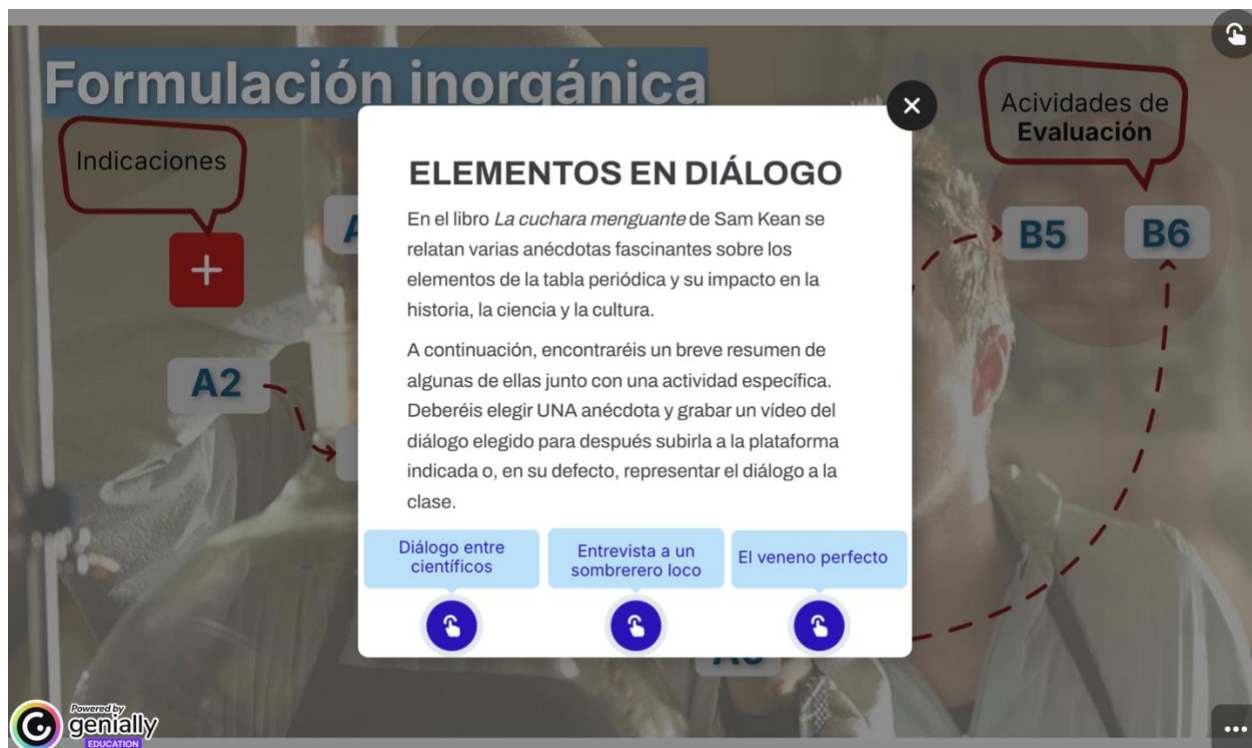 Formulación inorgánica
Indicaciones
Acividades de
Evaluación
A2
B5
B6
ELEMENTOS EN DIÁLOGO
En el libro La cuchara menguante de Sam Kean se
relatan varias anécdotas fascinantes sobre los
elementos de la tabla periódica y su impacto en la
historia, la ciencia y la cultura.
A continuación, encontraréis un breve resumen de
algunas de ellas junto con una actividad específica.
Deberéis elegir UNA anécdota y grabar un vídeo del
diálogo elegido para después subirla a la plataforma
indicada o, en su defecto, representar el diálogo a la
clase.
Diálogo entre
científicos
Entrevista a un
sombrerero loco
El veneno perfecto
Powered by
genially
EDUCATION